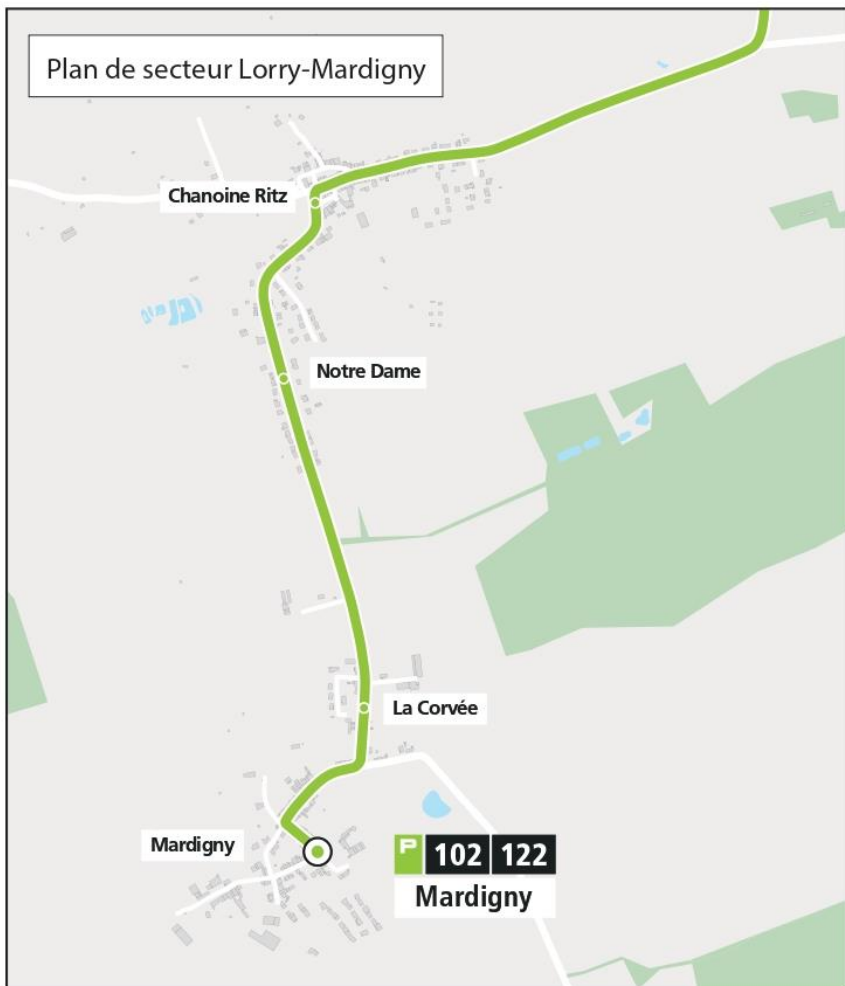 Plan de secteur Lorry-Mardigny
Chanoine Ritz
Notre Dame
La Corvée
Mardigny
P 102 122
Mardigny